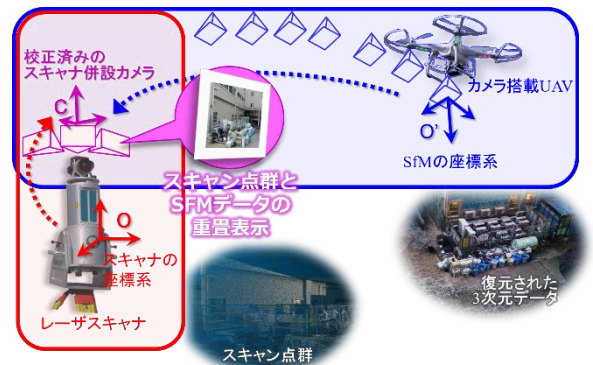 校正済みの
スキャナ併設カメラ
C
カメラ搭載UAV
O'
SfMの座標系
スキャン点群と
SFMデータの
重畳表示
O
スキャナの
座標系
レーザスキャナ
復元された
3次元データ
スキャン点群